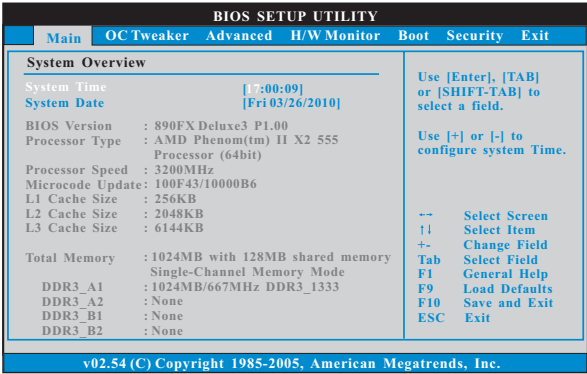 BIOS SETUP UTILITY
Main OC Tweaker Advanced H/W Monitor Boot Security Exit
System Overview
System Time [17:00:09]
System Date [Fri 03/26/2010]
BIOS Version : 890FX Deluxe3 P1.00
Processor Type : AMD Phenom(tm) II X2 555
Processor (64bit)
Processor Speed : 3200MHz
Microcode Update : 100F43/10000B6
L1 Cache Size : 256KB
L2 Cache Size : 2048KB
L3 Cache Size : 6144KB
Total Memory : 1024MB with 128MB shared memory
Single-Channel Memory Mode
DDR3_A1 : 1024MB/667MHz DDR3_1333
DDR3_A2 : None
DDR3_B1 : None
DDR3_B2 : None
Use [Enter], [TAB]
or [SHIFT-TAB] to
select a field.
Use [+] or [-] to
configure system Time.
←→ Select Screen
↑↓ Select Item
+- Change Field
Tab Select Field
F1 General Help
F9 Load Defaults
F10 Save and Exit
ESC Exit
v02.54 (C) Copyright 1985-2005, American Megatrends, Inc.